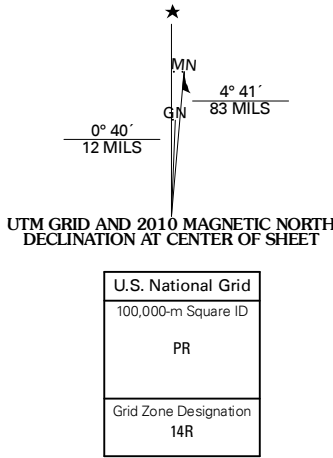 ★
MN
4° 41´
83 MILS
GN
0° 40´
12 MILS
UTM GRID AND 2010 MAGNETIC NORTH
DECLINATION AT CENTER OF SHEET
U.S. National Grid
100,000-m Square ID
PR
Grid Zone Designation
14R